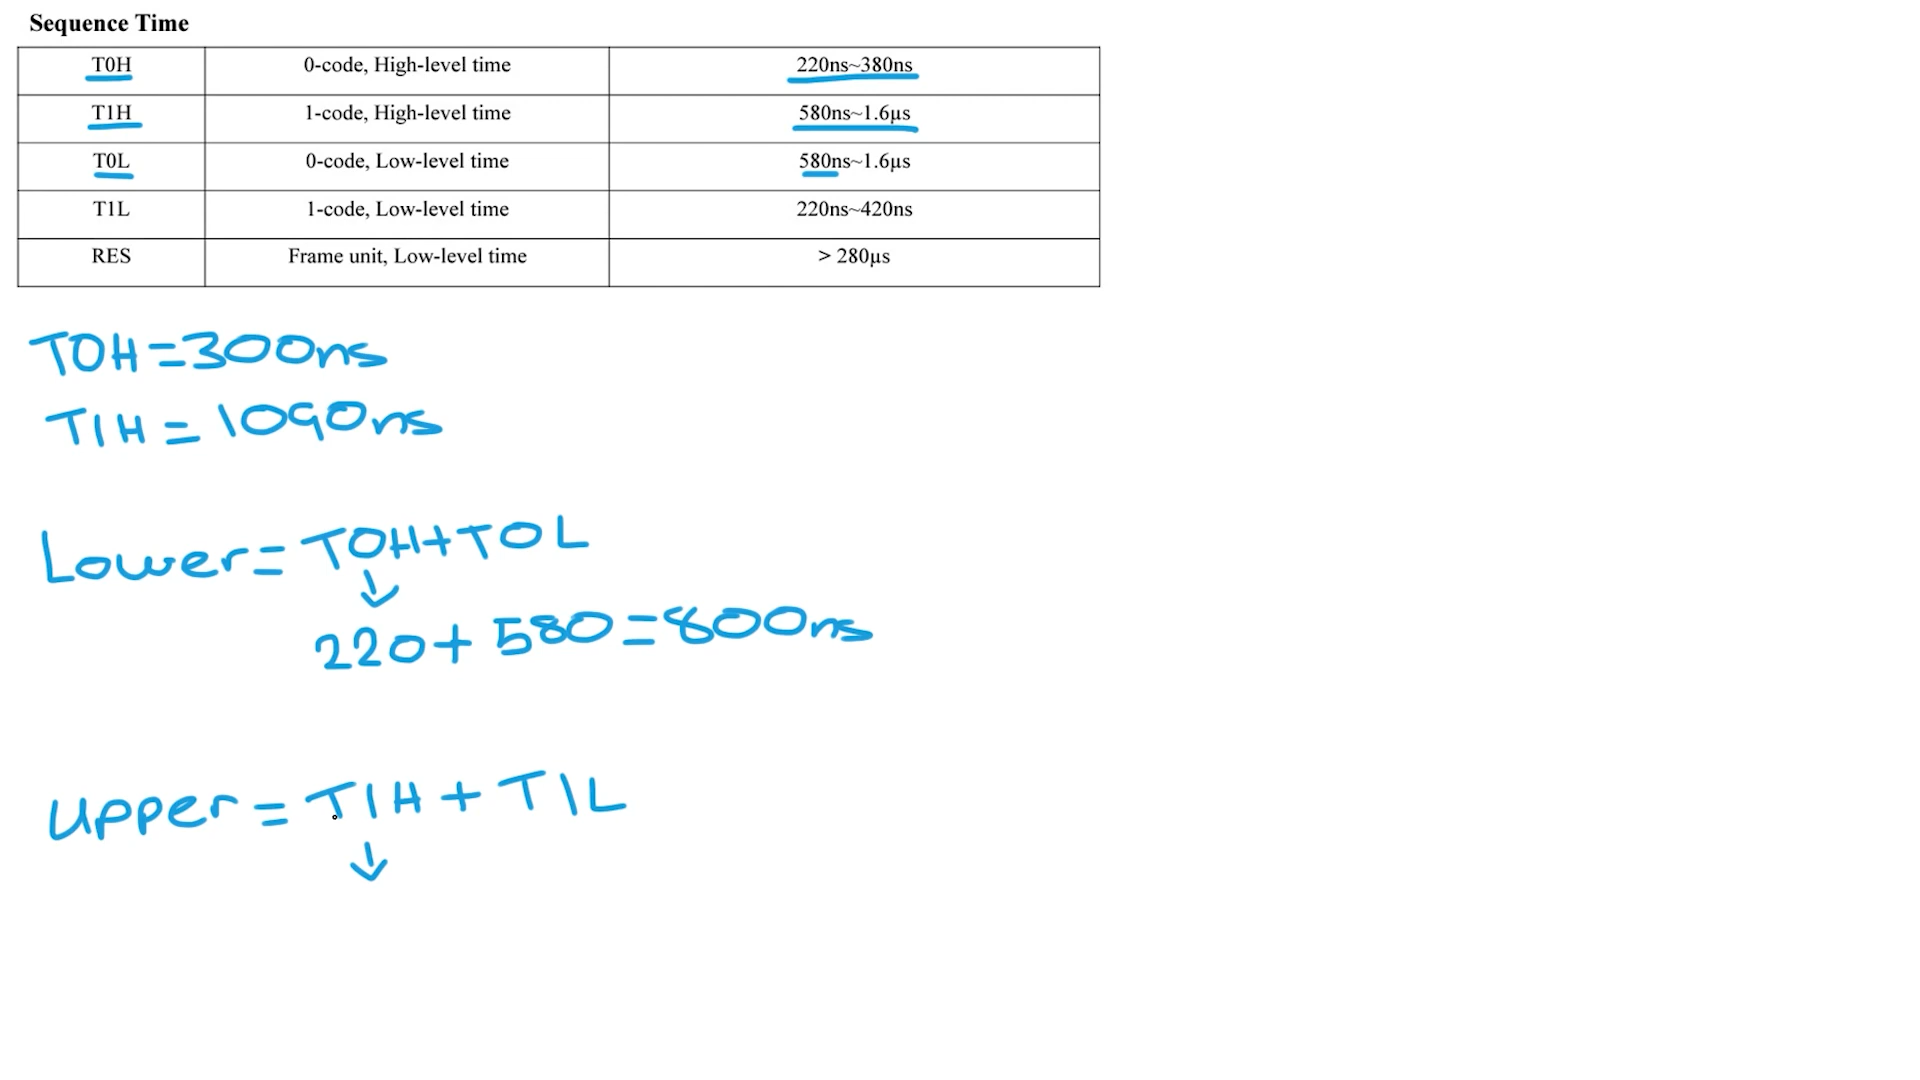 Sequence Time
T0H 0-code, High-level time 220ns~380ns
T1H 1-code, High-level time 580ns~1.6µs
T0L 0-code, Low-level time 580ns~1.6µs
T1L 1-code, Low-level time 220ns~420ns
RES Frame unit, Low-level time > 280µs
T0H=300ns
T1H=1090ns
Lower=T0H+T0L
220+580=800ns
Upper=T1H+T1L